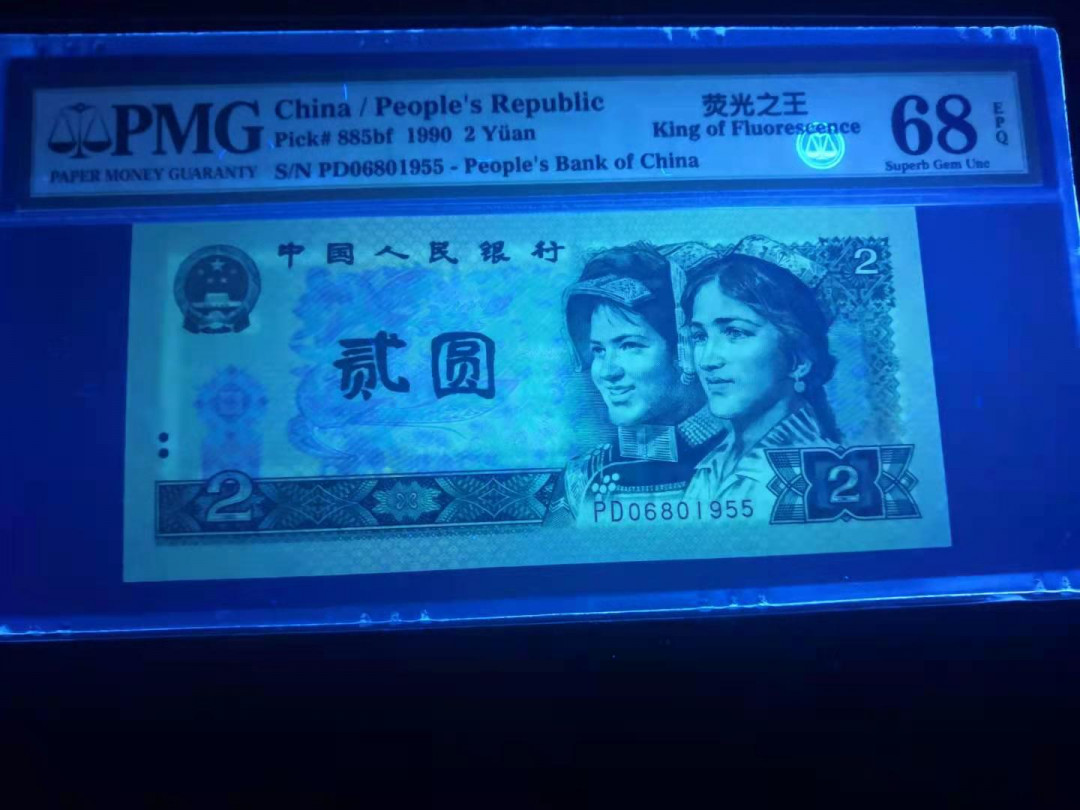 PMG
PAPER MONEY GUARANTY
China / People's Republic
Pick# 885bf 1990 2 Yüan
S/N PD06801955 - People's Bank of China
荧光之王
King of Fluorescence
68
EPQ
Superb Gem Unc
中国人民银行
2
贰圆
2
2
PD06801955